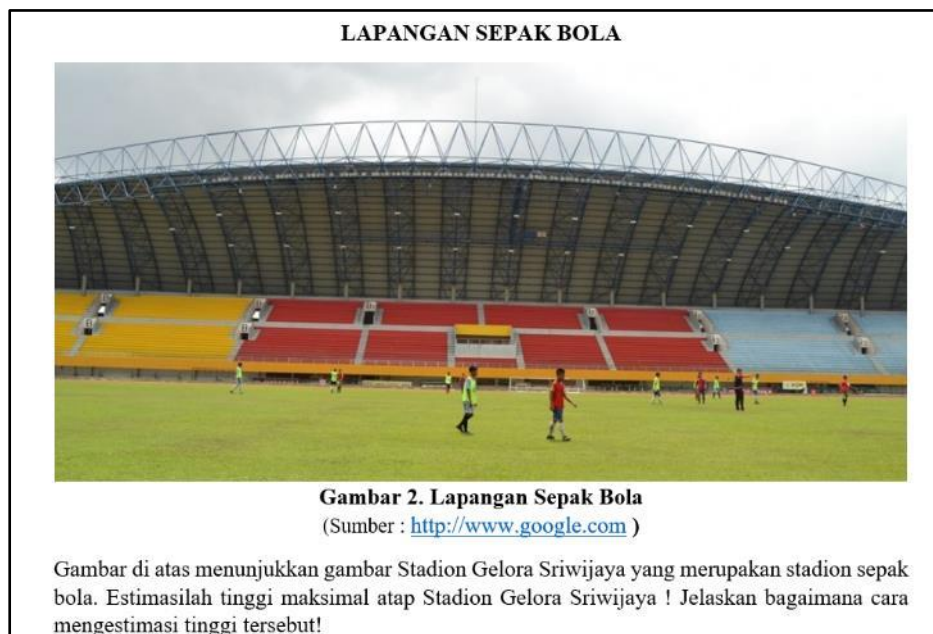 LAPANGAN SEPAK BOLA
Gambar 2. Lapangan Sepak Bola
(Sumber : http://www.google.com )
Gambar di atas menunjukkan gambar Stadion Gelora Sriwijaya yang merupakan stadion sepak
bola. Estimasilah tinggi maksimal atap Stadion Gelora Sriwijaya ! Jelaskan bagaimana cara
mengestimasi tinggi tersebut!